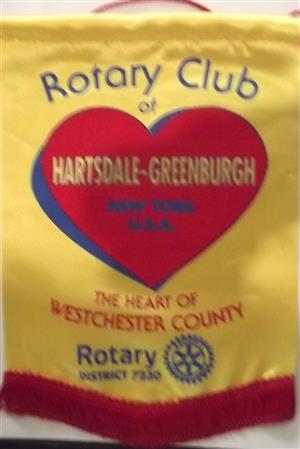 Rotary Club
of
HARTSDALE-GREENBURGH
NEW YORK
U.S.A.
THE HEART OF
WESTCHESTER COUNTY
Rotary
DISTRICT 7230